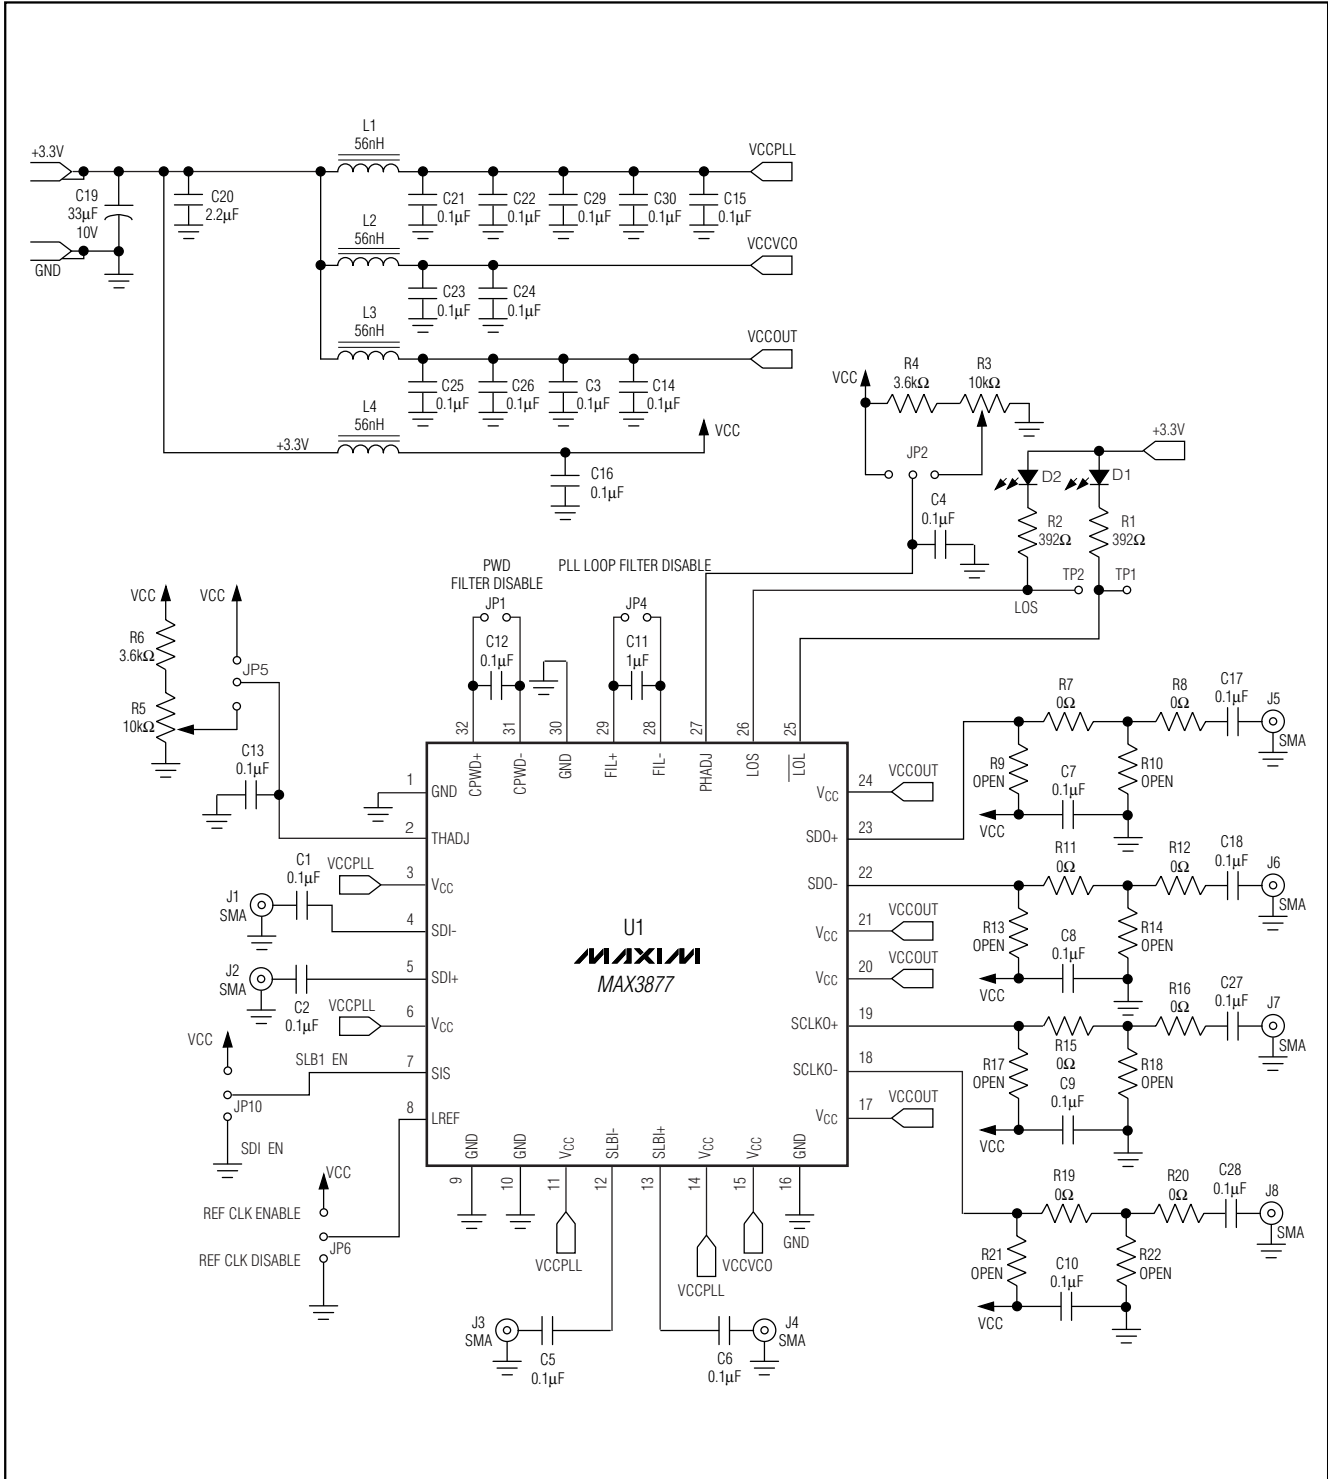 +3.3V
C19
33μF
10V
GND
C20
2.2μF
L1
56nH
C21
0.1μF
C22
0.1μF
C29
0.1μF
C30
0.1μF
C15
0.1μF
VCCPLL
L2
56nH
C23
0.1μF
C24
0.1μF
VCCVCO
L3
56nH
C25
0.1μF
C26
0.1μF
C3
0.1μF
C14
0.1μF
VCCOUT
L4
56nH
+3.3V
C16
0.1μF
VCC
VCC
R4
3.6kΩ
R3
10kΩ
JP2
C4
0.1μF
+3.3V
D2
D1
R2
392Ω
R1
392Ω
TP2
TP1
LOS
VCC
VCC
R6
3.6kΩ
R5
10kΩ
JP5
C13
0.1μF
PWD
FILTER DISABLE
JP1
C12
0.1μF
PLL LOOP FILTER DISABLE
JP4
C11
1μF
32
31
30
29
28
27
26
25
CPWD+
CPWD-
GND
FIL+
FIL-
PHADJ
LOS
LOL
1
GND
2
THADJ
VCCPLL
3
VCC
C1
0.1μF
J1
SMA
4
SDI-
J2
SMA
C2
0.1μF
5
SDI+
VCCPLL
6
VCC
VCC
SLB1 EN
7
SIS
JP10
SDI EN
8
LREF
VCC
REF CLK ENABLE
JP6
REF CLK DISABLE
U1
MAXIM
MAX3877
GND
GND
VCC
SLBI-
SLBI+
VCC
VCC
GND
9
10
11
12
13
14
15
16
VCCPLL
VCCPLL
VCCVCO
GND
J3
SMA
C5
0.1μF
C6
0.1μF
J4
SMA
VCC
24
VCCOUT
SDO+
23
SDO-
22
VCC
21
VCCOUT
VCC
20
VCCOUT
SCLKO+
19
SCLKO-
18
VCC
17
VCCOUT
R7
0Ω
R8
0Ω
C17
0.1μF
J5
SMA
R9
OPEN
C7
0.1μF
R10
OPEN
VCC
R11
0Ω
R12
0Ω
C18
0.1μF
J6
SMA
R13
OPEN
C8
0.1μF
R14
OPEN
VCC
R15
0Ω
R16
0Ω
C27
0.1μF
J7
SMA
R17
OPEN
C9
0.1μF
R18
OPEN
VCC
R19
0Ω
R20
0Ω
C28
0.1μF
J8
SMA
R21
OPEN
C10
0.1μF
R22
OPEN
VCC